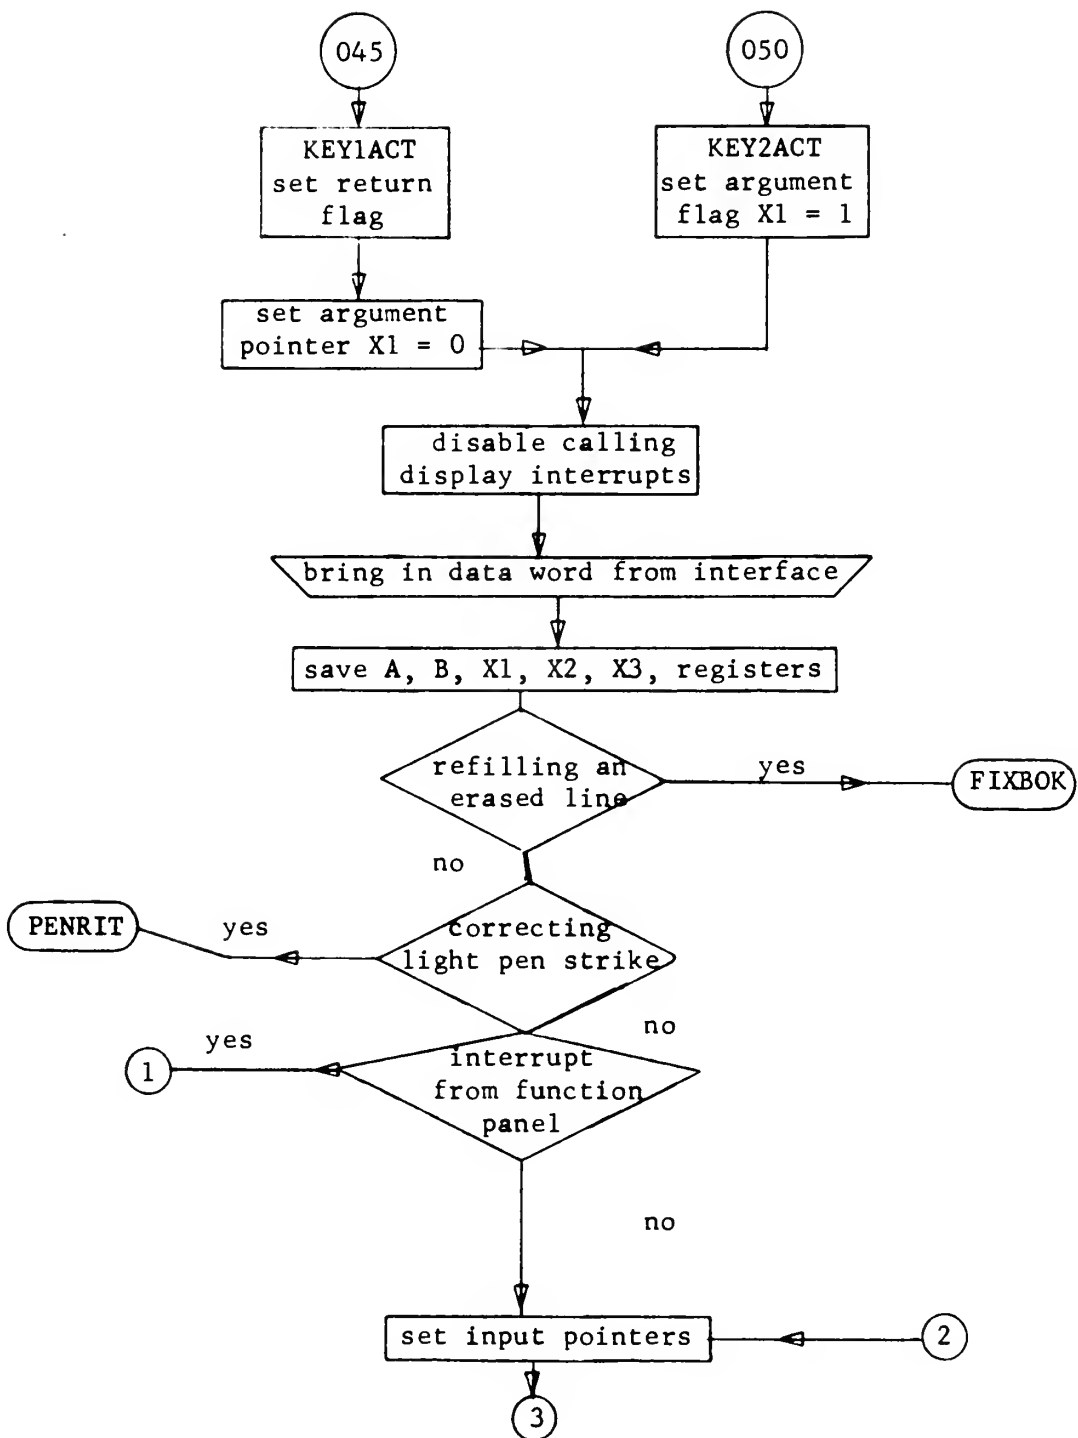 045
050
KEY1ACT
set return
flag
KEY2ACT
set argument
flag X1 = 1
set argument
pointer X1 = 0
disable calling
display interrupts
bring in data word from interface
save A, B, X1, X2, X3, registers
refilling an
erased line
yes
FIXBOK
no
PENRIT
yes
correcting
light pen strike
no
yes
1
interrupt
from function
panel
no
set input pointers
2
3